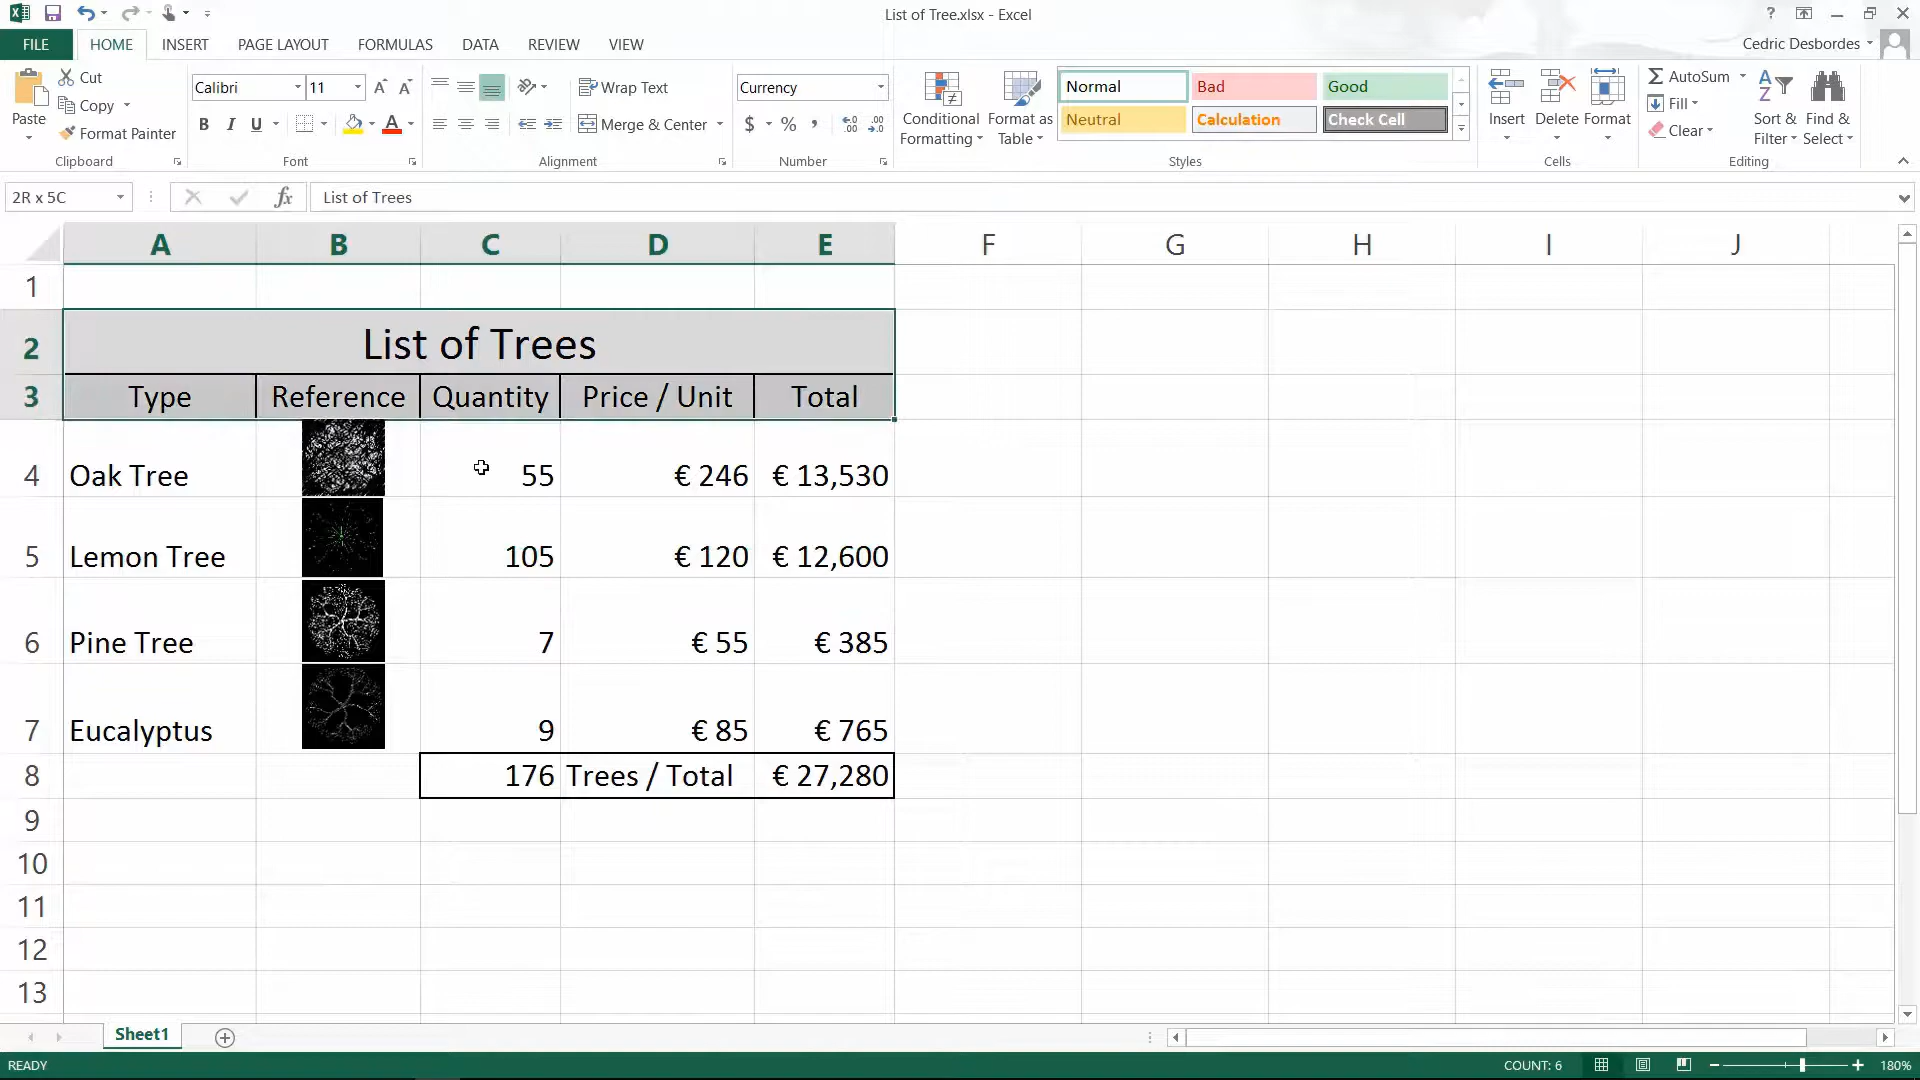 List of Tree.xlsx - Excel
?
FILE HOME INSERT PAGE LAYOUT FORMULAS DATA REVIEW VIEW
Cedric Desbordes
Paste
Cut
Copy
Format Painter
Clipboard
Calibri 11
B I U
Font
Wrap Text
Merge & Center
Alignment
Currency
$ % ,
Number
Conditional Formatting
Format as Table
Normal Bad Good
Neutral Calculation Check Cell
Styles
Insert Delete Format
Cells
AutoSum
Fill
Clear
Sort & Filter
Find & Select
Editing
2R x 5C
fx
List of Trees
A B C D E F G H I J
1
2 List of Trees
3 Type Reference Quantity Price / Unit Total
4 Oak Tree 55 € 246 € 13,530
5 Lemon Tree 105 € 120 € 12,600
6 Pine Tree 7 € 55 € 385
7 Eucalyptus 9 € 85 € 765
8 176 Trees / Total € 27,280
9
10
11
12
13
Sheet1
READY
COUNT: 6
180%